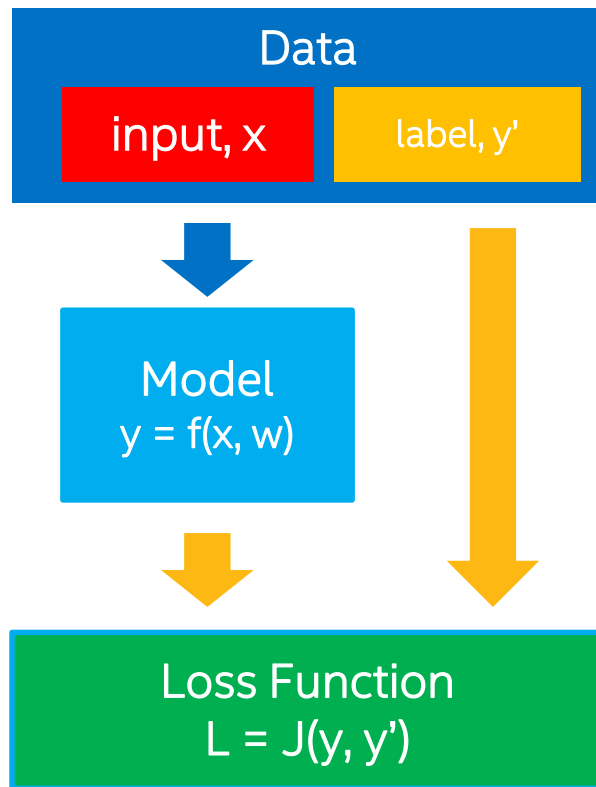 Data
input, x
label, y’
Model
y = f(x, w)
Loss Function
L = J(y, y’)